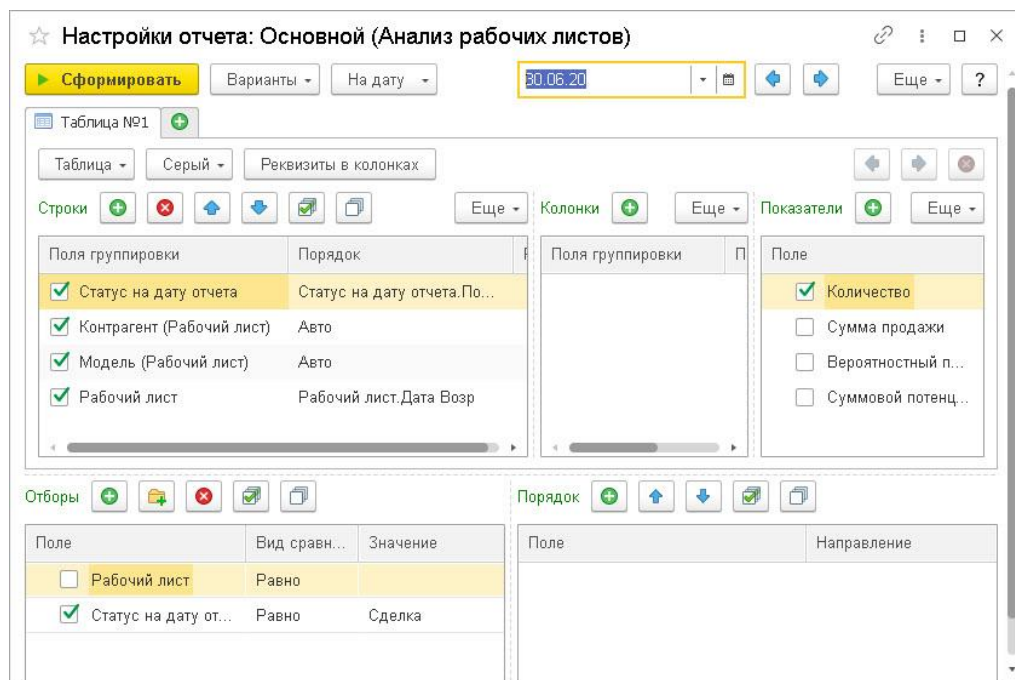 Настройки отчета: Основной (Анализ рабочих листов)
Сформировать Варианты На дату 30.06.20 Еще ?
Таблица №1
Таблица Серый Реквизиты в колонках
Строки Еще Колонки Еще Показатели Еще
Поля группировки Порядок Поля группировки П Поле
Статус на дату отчета Статус на дату отчета.По... Количество
Контрагент (Рабочий лист) Авто Сумма продажи
Модель (Рабочий лист) Авто Вероятностный п...
Рабочий лист Рабочий лист.Дата Возр Суммовой потенц...
Отборы Порядок
Поле Вид сравн... Значение Поле Направление
Рабочий лист Равно
Статус на дату от... Равно Сделка